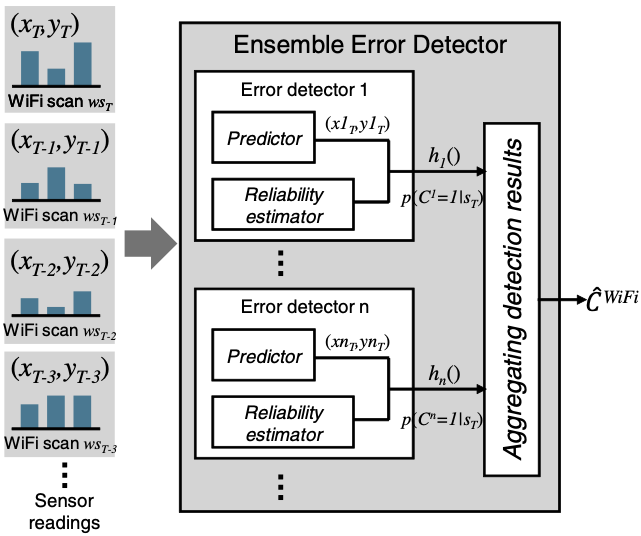 (x_T, y_T)
WiFi scan ws_T
(x_{T-1}, y_{T-1})
WiFi scan ws_{T-1}
(x_{T-2}, y_{T-2})
WiFi scan ws_{T-2}
(x_{T-3}, y_{T-3})
WiFi scan ws_{T-3}
Sensor
readings
Ensemble Error Detector
Error detector 1
Predictor
(x1_T, y1_T)
Reliability
estimator
h_1()
p(C^1=1|s_T)
Error detector n
Predictor
(xn_T, yn_T)
Reliability
estimator
h_n()
p(C^n=1|s_T)
Aggregating detection results
Ĉ^{WiFi}